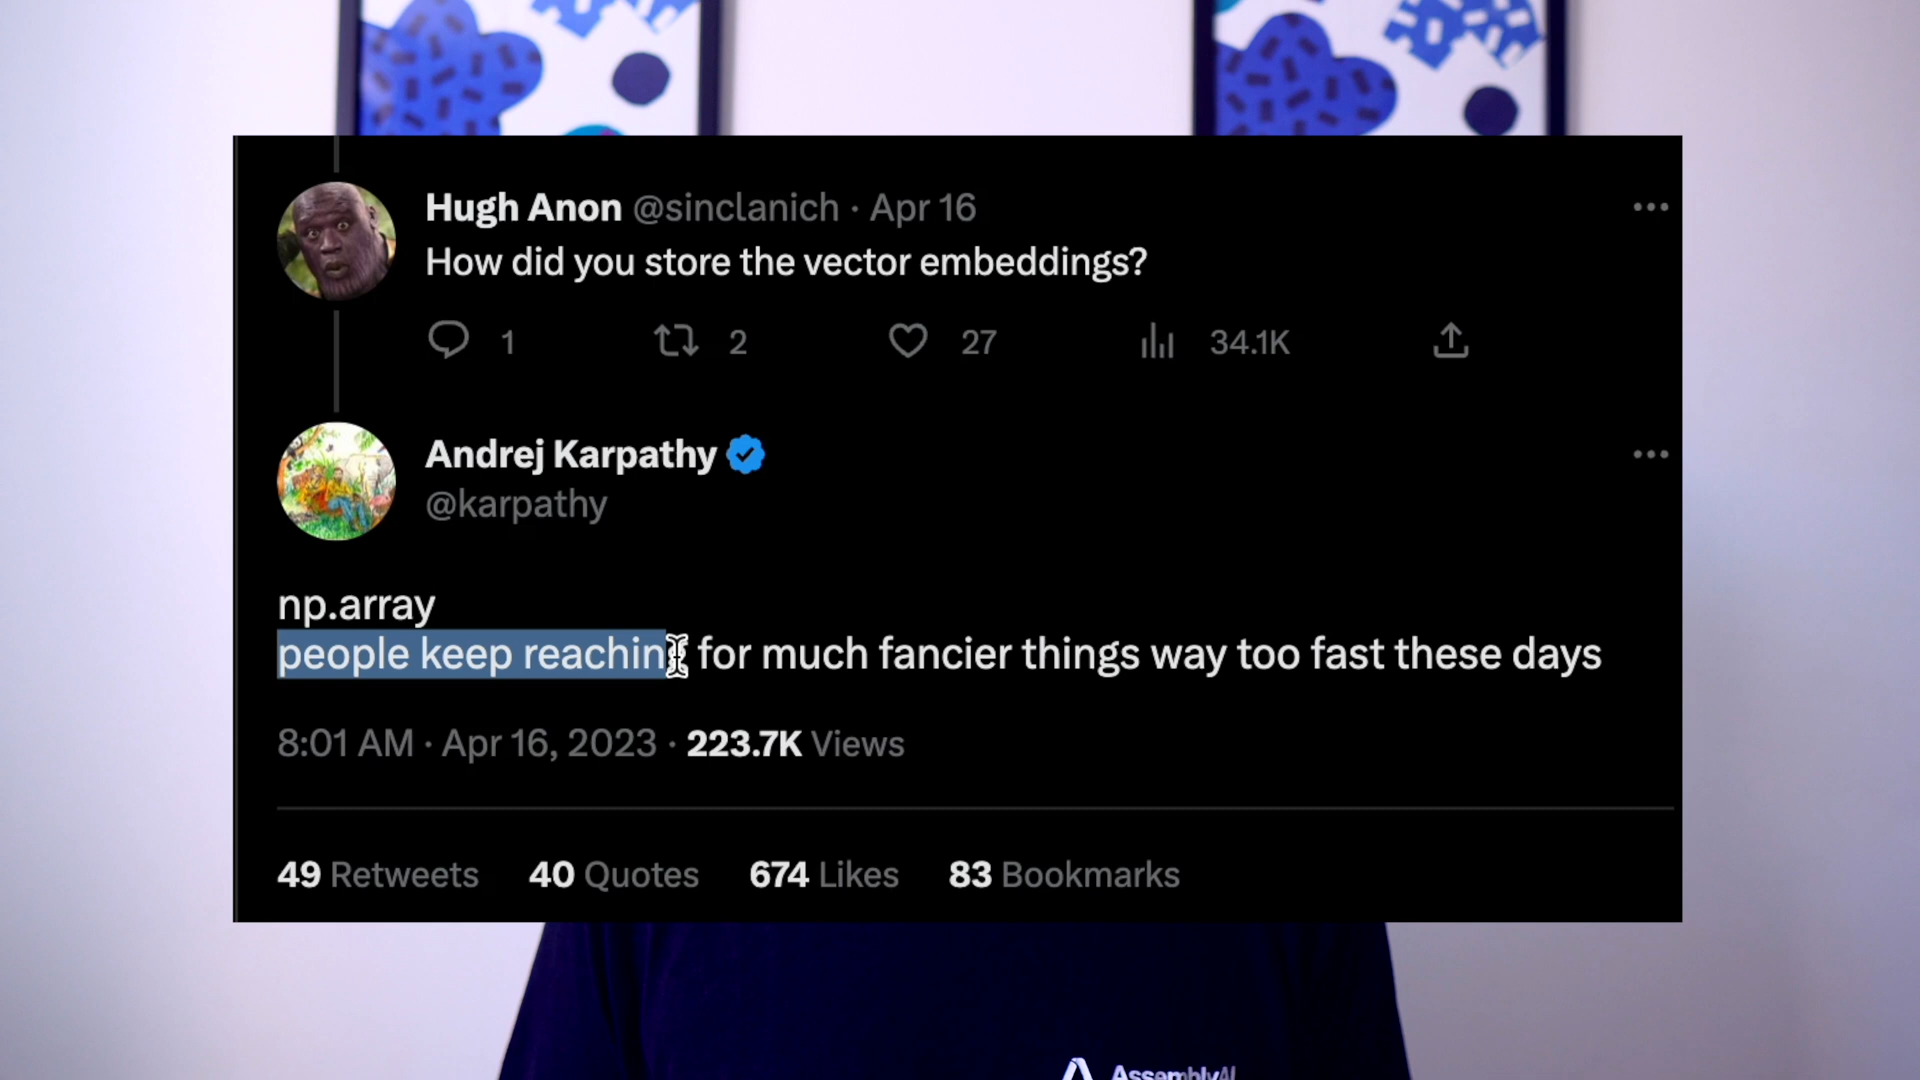 Hugh Anon @sinclanich · Apr 16
How did you store the vector embeddings?
1 2 27 34.1K
Andrej Karpathy
@karpathy
np.array
people keep reaching for much fancier things way too fast these days
8:01 AM · Apr 16, 2023 · 223.7K Views
49 Retweets 40 Quotes 674 Likes 83 Bookmarks
AssemblyAI